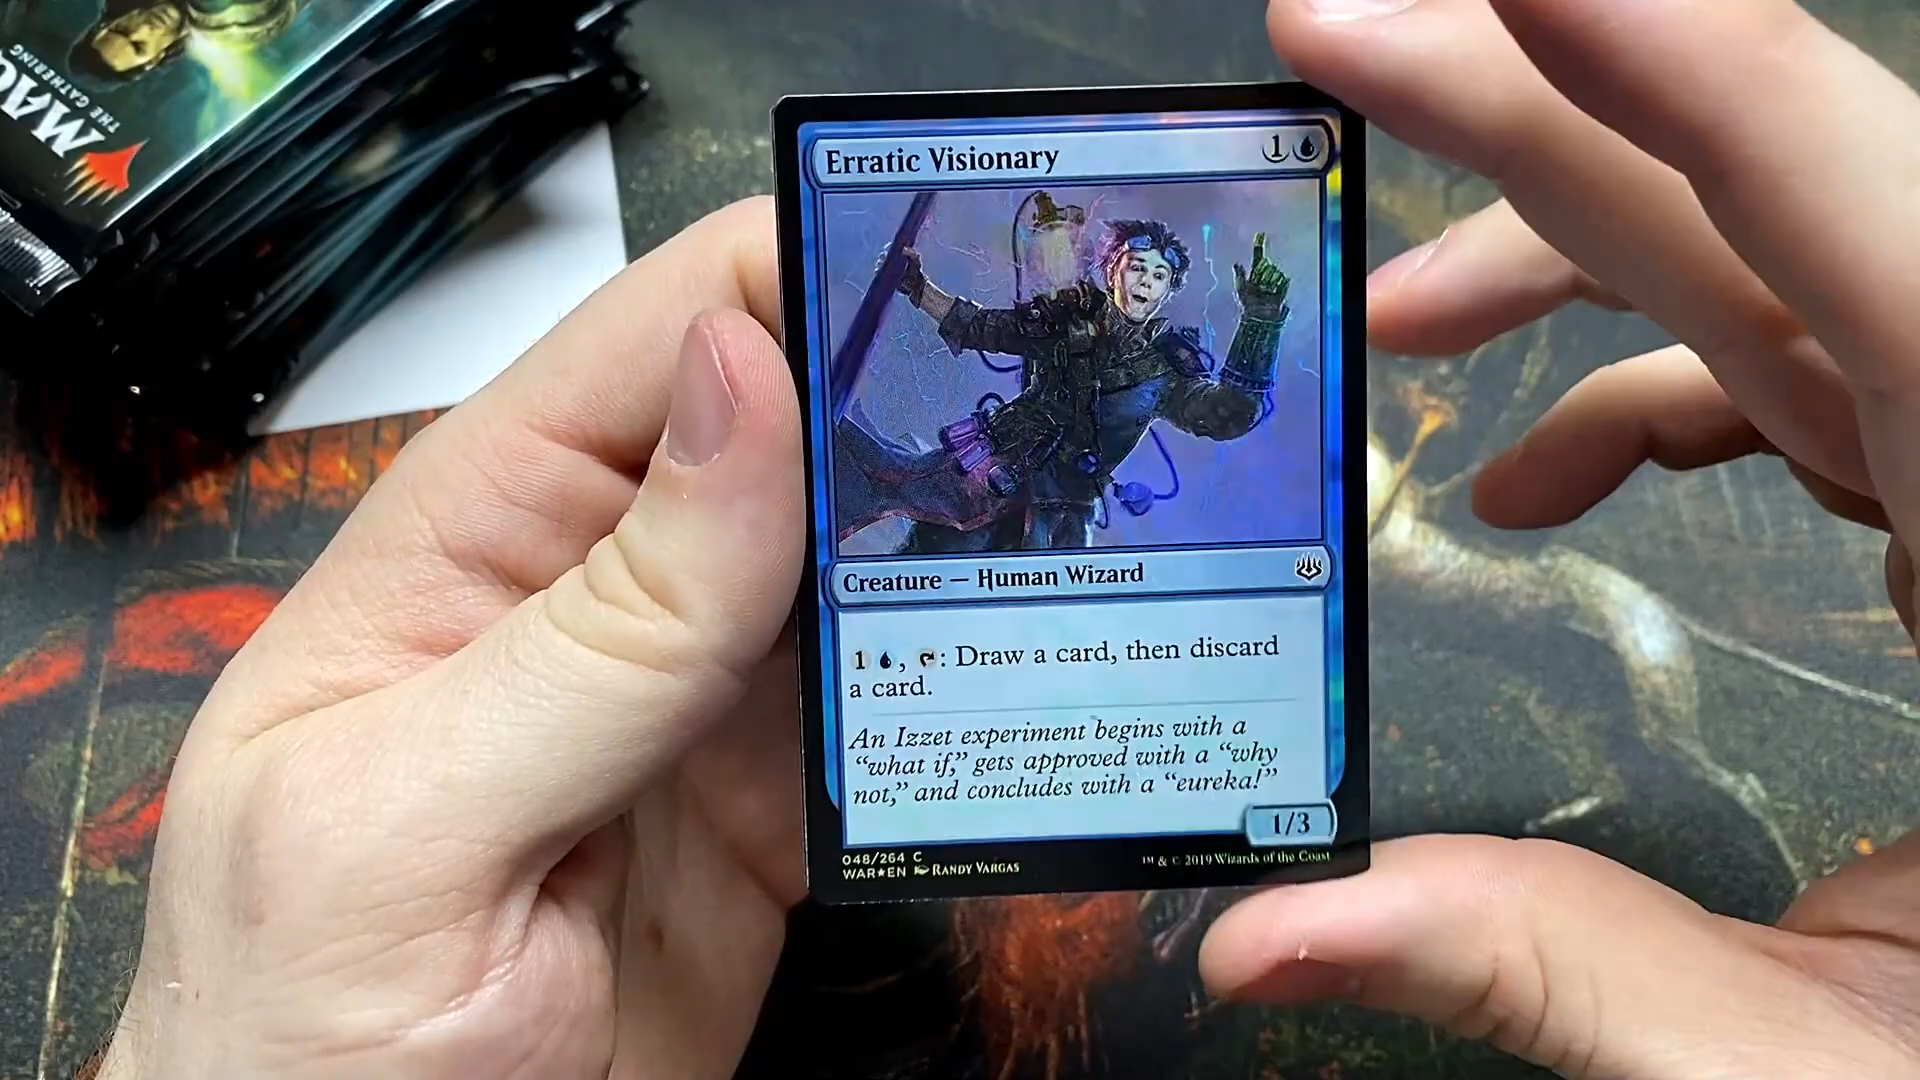 MAG
THE GATHERING
Erratic Visionary 1
Creature — Human Wizard
1 , : Draw a card, then discard
a card.
An Izzet experiment begins with a
“what if,” gets approved with a “why
not,” and concludes with a “eureka!”
1/3
048/264 C
WAR★EN RANDY VARGAS
™ & © 2019 Wizards of the Coast